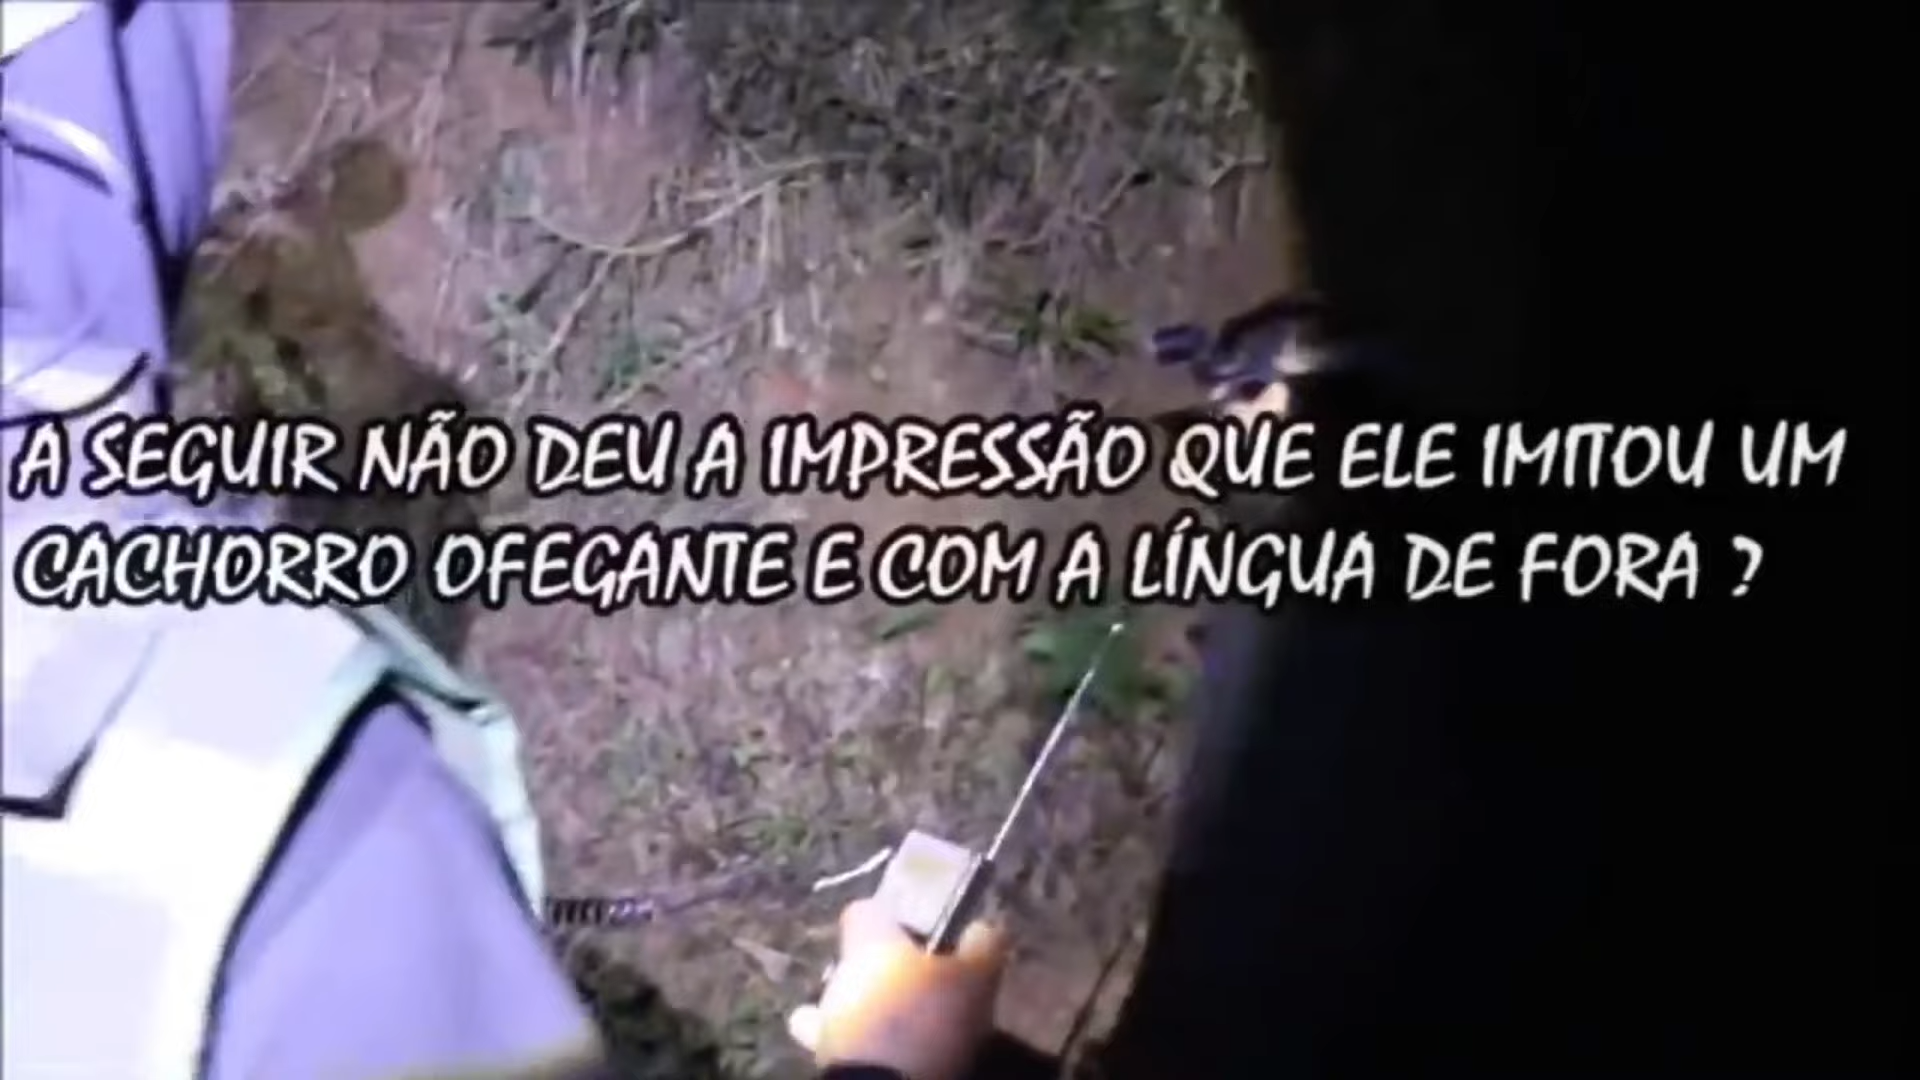 A SEGUIR NÃO DEU A IMPRESSÃO QUE ELE IMITOU UM
CACHORRO OFEGANTE E COM A LÍNGUA DE FORA ?